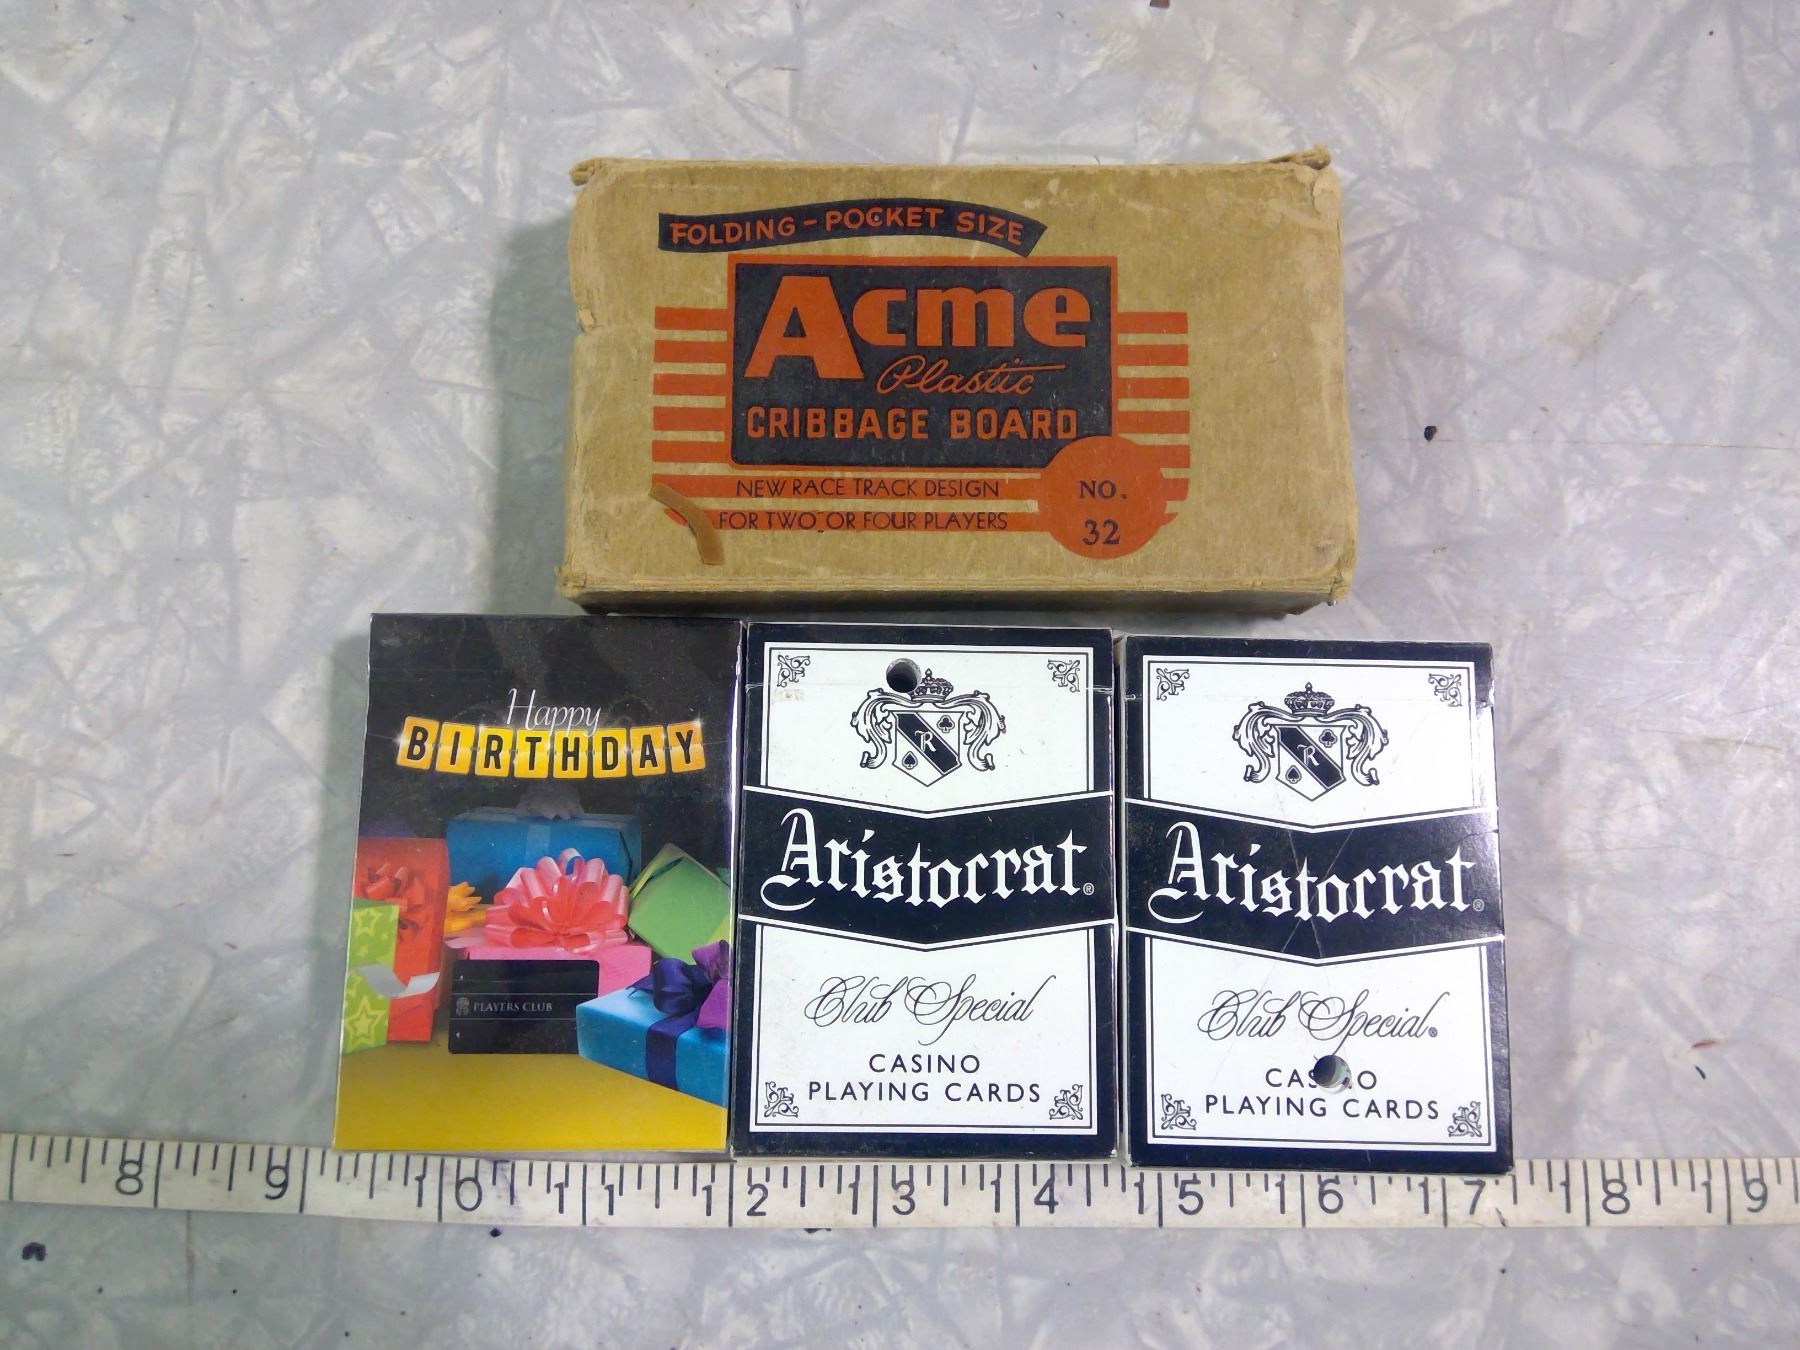 FOLDING - POCKET SIZE
Acme
Plastic
CRIBBAGE BOARD
NEW RACE TRACK DESIGN
FOR TWO OR FOUR PLAYERS
NO.
32
Happy
BIRTHDAY
PLAYERS CLUB
R
Aristocrat®
Club Special
CASINO
PLAYING CARDS
R
Aristocrat®
Club Special®
CAS O
PLAYING CARDS
8 9 10 11 12 13 14 15 16 17 18 19